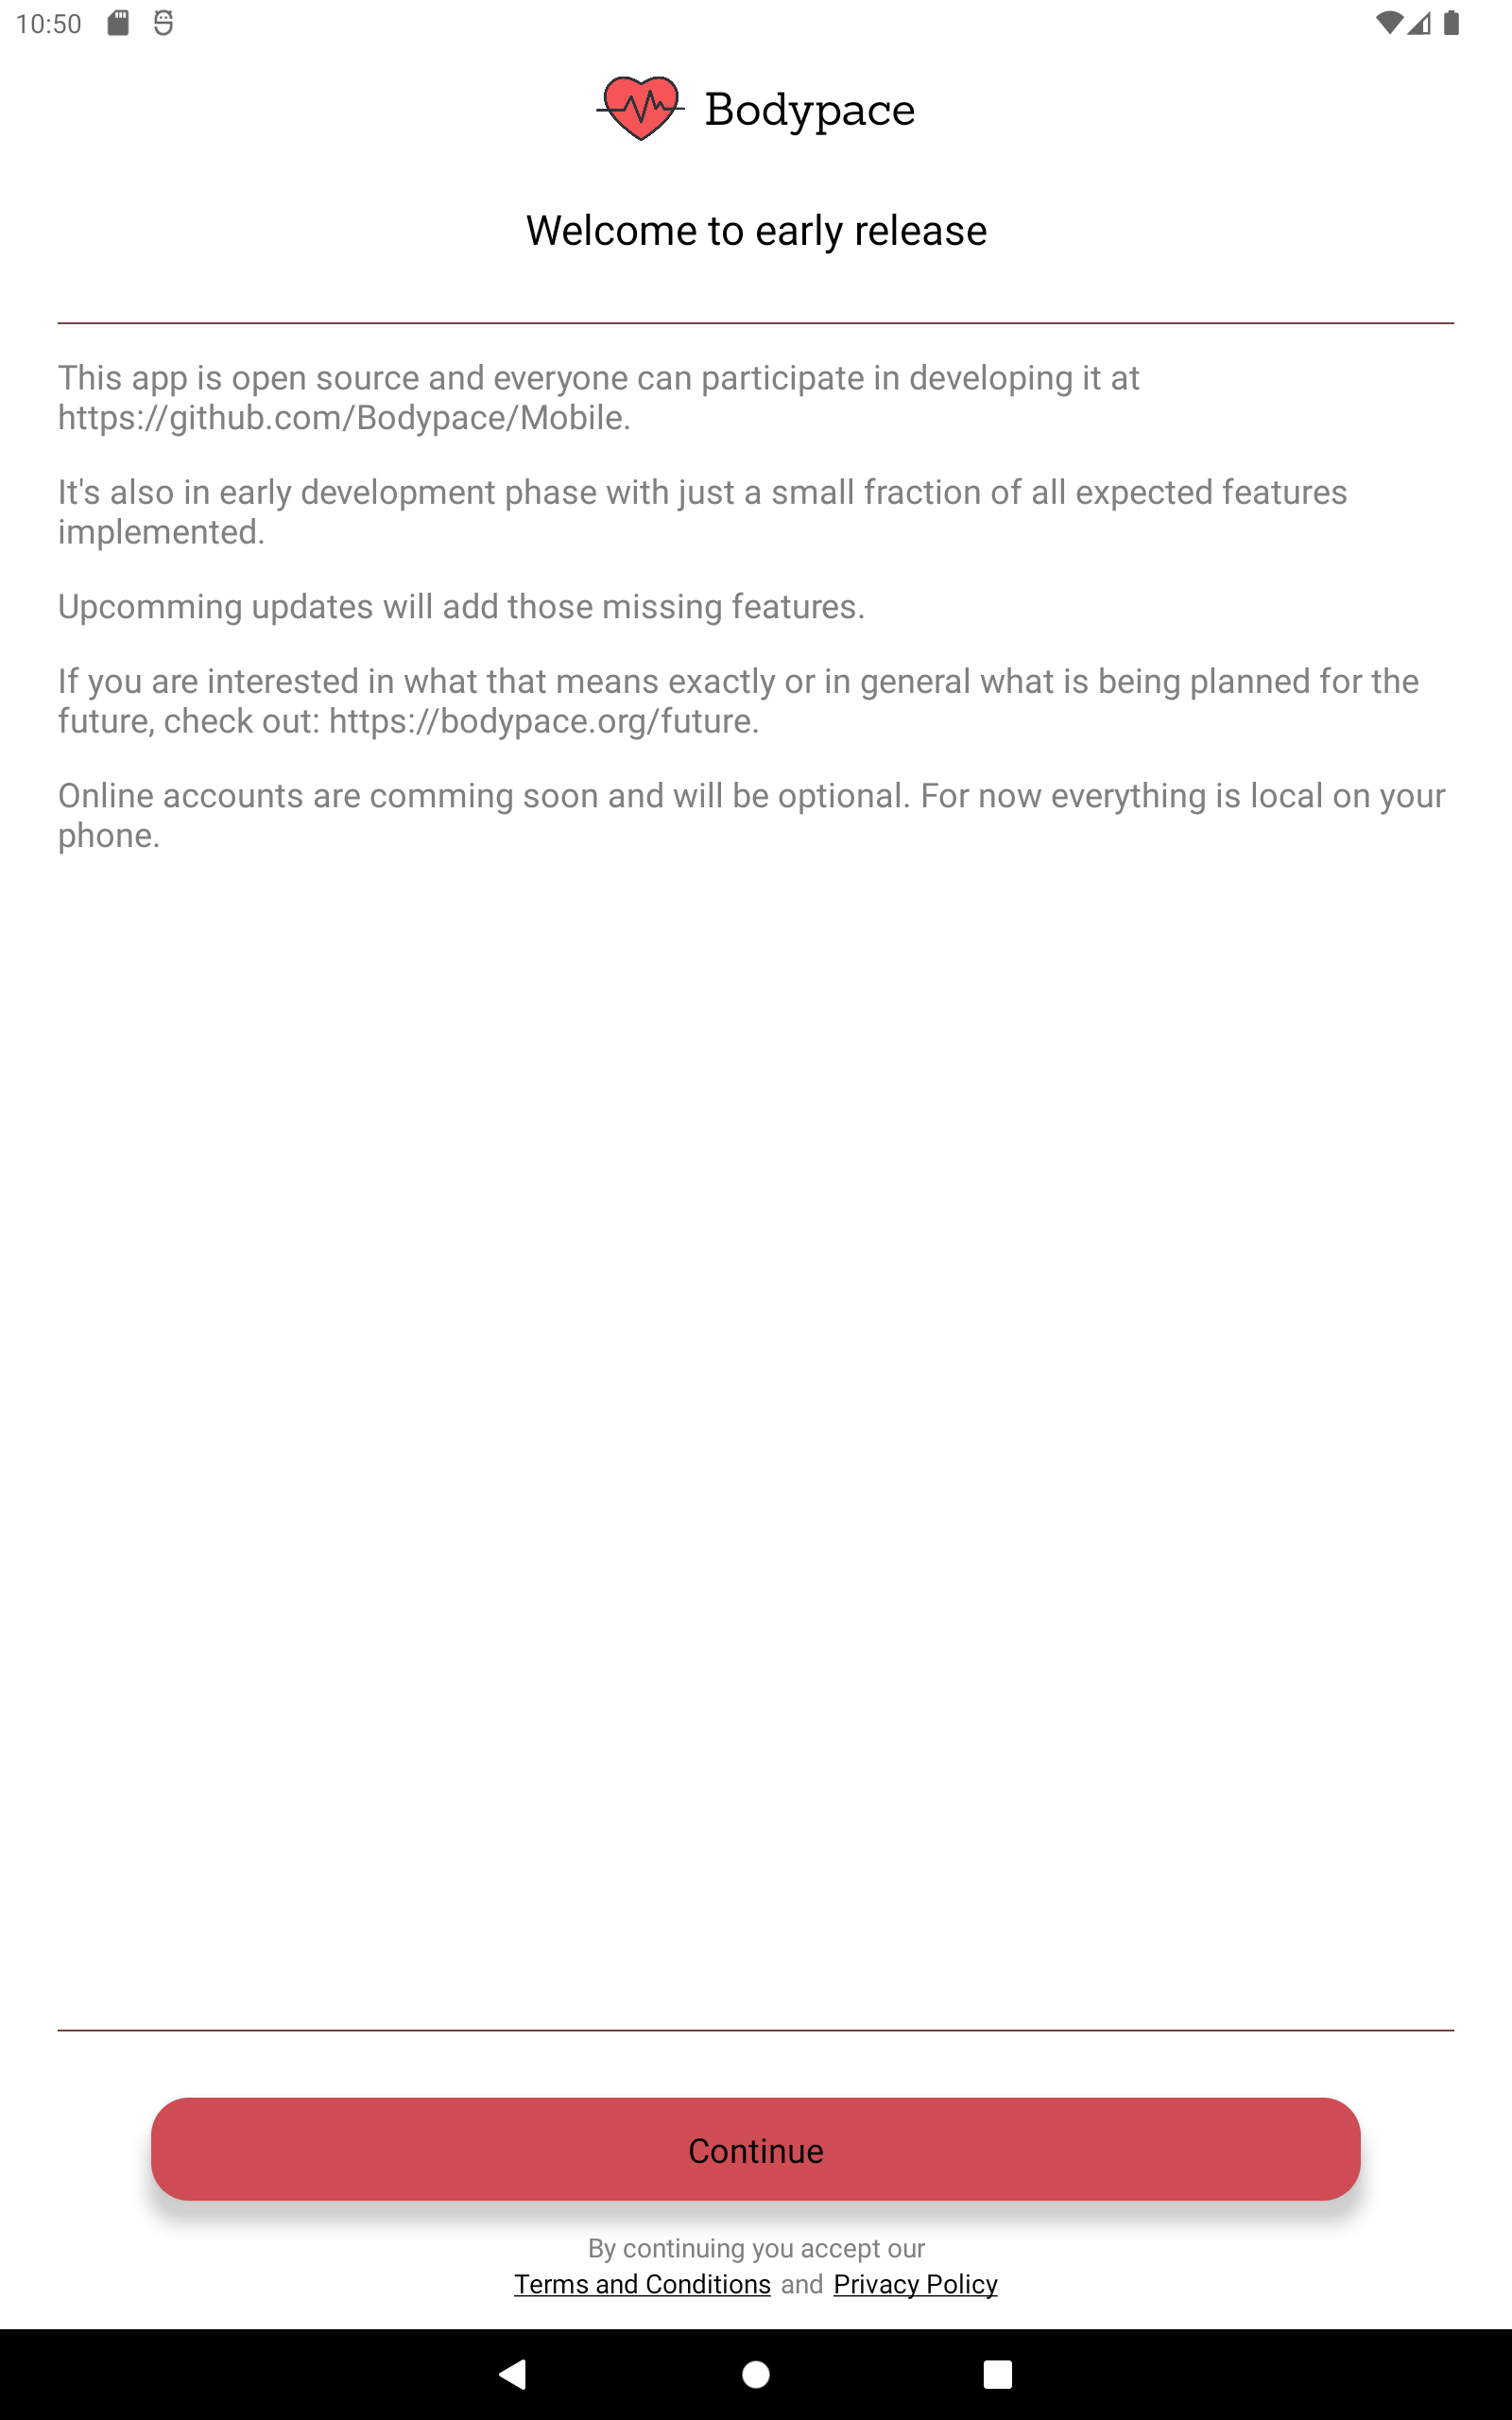 10:50
Bodypace
Welcome to early release
This app is open source and everyone can participate in developing it at
https://github.com/Bodypace/Mobile.
It's also in early development phase with just a small fraction of all expected features
implemented.
Upcomming updates will add those missing features.
If you are interested in what that means exactly or in general what is being planned for the
future, check out: https://bodypace.org/future.
Online accounts are comming soon and will be optional. For now everything is local on your
phone.
Continue
By continuing you accept our
Terms and Conditions and Privacy Policy